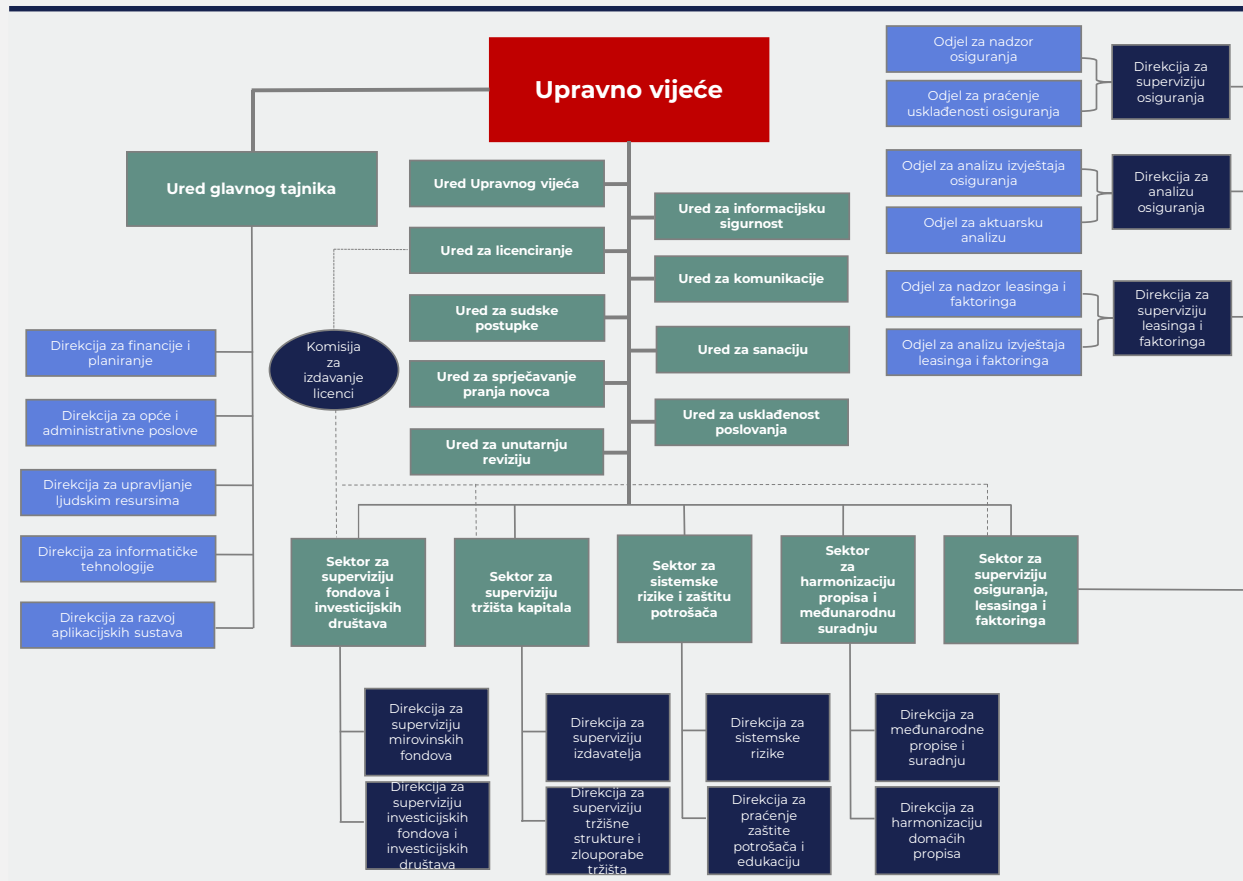 Upravno vijeće
Ured glavnog tajnika
Ured Upravnog vijeća
Ured za informacijsku
sigurnost
Ured za licenciranje
Ured za komunikacije
Ured za sudske
postupke
Ured za sanaciju
Ured za sprječavanje
pranja novca
Ured za usklađenost
poslovanja
Ured za unutarnju
reviziju
Komisija
za
izdavanje
licenci
Direkcija za financije i
planiranje
Direkcija za opće i
administrativne poslove
Direkcija za upravljanje
ljudskim resursima
Direkcija za informatičke
tehnologije
Direkcija za razvoj
aplikacijskih sustava
Odjel za nadzor
osiguranja
Odjel za praćenje
usklađenosti osiguranja
Direkcija za
superviziju
osiguranja
Odjel za analizu izvještaja
osiguranja
Odjel za aktuarsku
analizu
Direkcija za
analizu
osiguranja
Odjel za nadzor leasinga i
faktoringa
Odjel za analizu izvještaja
leasinga i faktoringa
Direkcija za
superviziju
leasinga i
faktoringa
Sektor za
superviziju
fondova i
investicijskih
društava
Sektor za
superviziju
tržišta kapitala
Sektor za
sistemske
rizike i zaštitu
potrošača
Sektor
za
harmonizaciju
propisa i
međunarodnu
suradnju
Sektor za
superviziju
osiguranja,
lesasinga i
faktoringa
Direkcija za
superviziju
mirovinskih
fondova
Direkcija za
superviziju
investicijskih
fondova i
investicijskih
društava
Direkcija za
superviziju
izdavatelja
Direkcija za
superviziju
tržišne
strukture i
zlouporabe
tržišta
Direkcija za
sistemske
rizike
Direkcija za
praćenje
zaštite
potrošača i
edukaciju
Direkcija za
međunarodne
propise i
suradnju
Direkcija za
harmonizaciju
domaćih
propisa